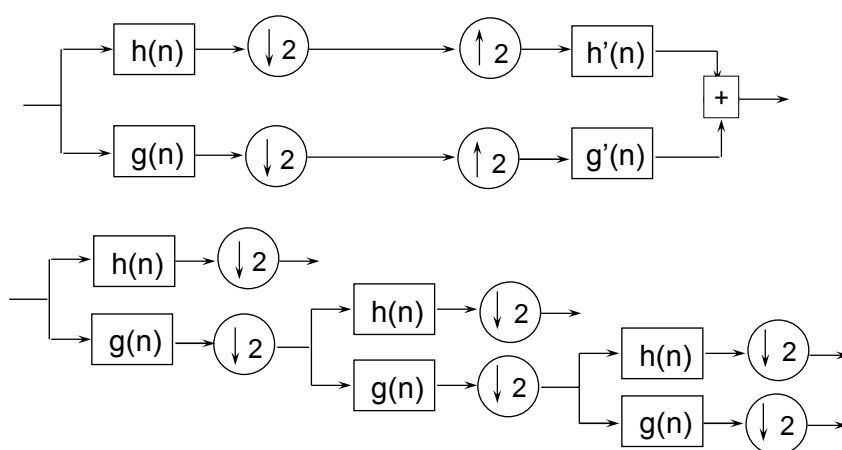 h(n) ↓ 2 ↑ 2 h’(n)
+
g(n) ↓ 2 ↑ 2 g’(n)
h(n) ↓ 2
h(n) ↓ 2
g(n) ↓ 2
h(n) ↓ 2
g(n) ↓ 2
g(n) ↓ 2